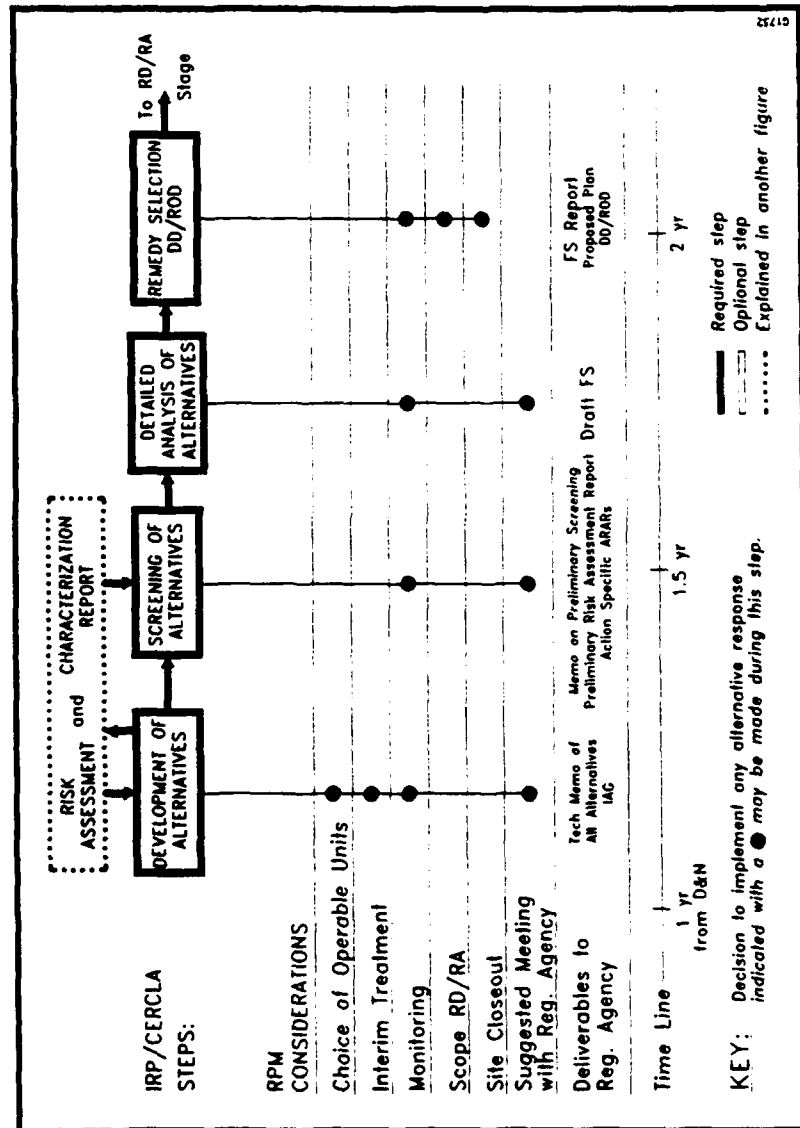 IRP/CERCLA
STEPS:
RISK
ASSESSMENT and CHARACTERIZATION
REPORT
DEVELOPMENT OF
ALTERNATIVES
SCREENING OF
ALTERNATIVES
DETAILED
ANALYSIS OF
ALTERNATIVES
REMEDY SELECTION
DD/ROD
To RD/RA
Stage
RPM
CONSIDERATIONS
Choice of Operable Units
Interim Treatment
Monitoring
Scope RD/RA
Site Closeout
Suggested Meeting
with Reg. Agency
Deliverables to
Reg. Agency
Tech Memo of
All Alternatives
IAG
Memo on Preliminary Screening
Preliminary Risk Assessment Report
Action Specific ARARs
Draft FS
FS Report
Proposed Plan
DD/ROD
Time Line
1 yr
from D&N
1.5 yr
2 yr
KEY: Decision to implement any alternative response
indicated with a ● may be made during this step.
Required step
Optional step
Explained in another figure
G1752